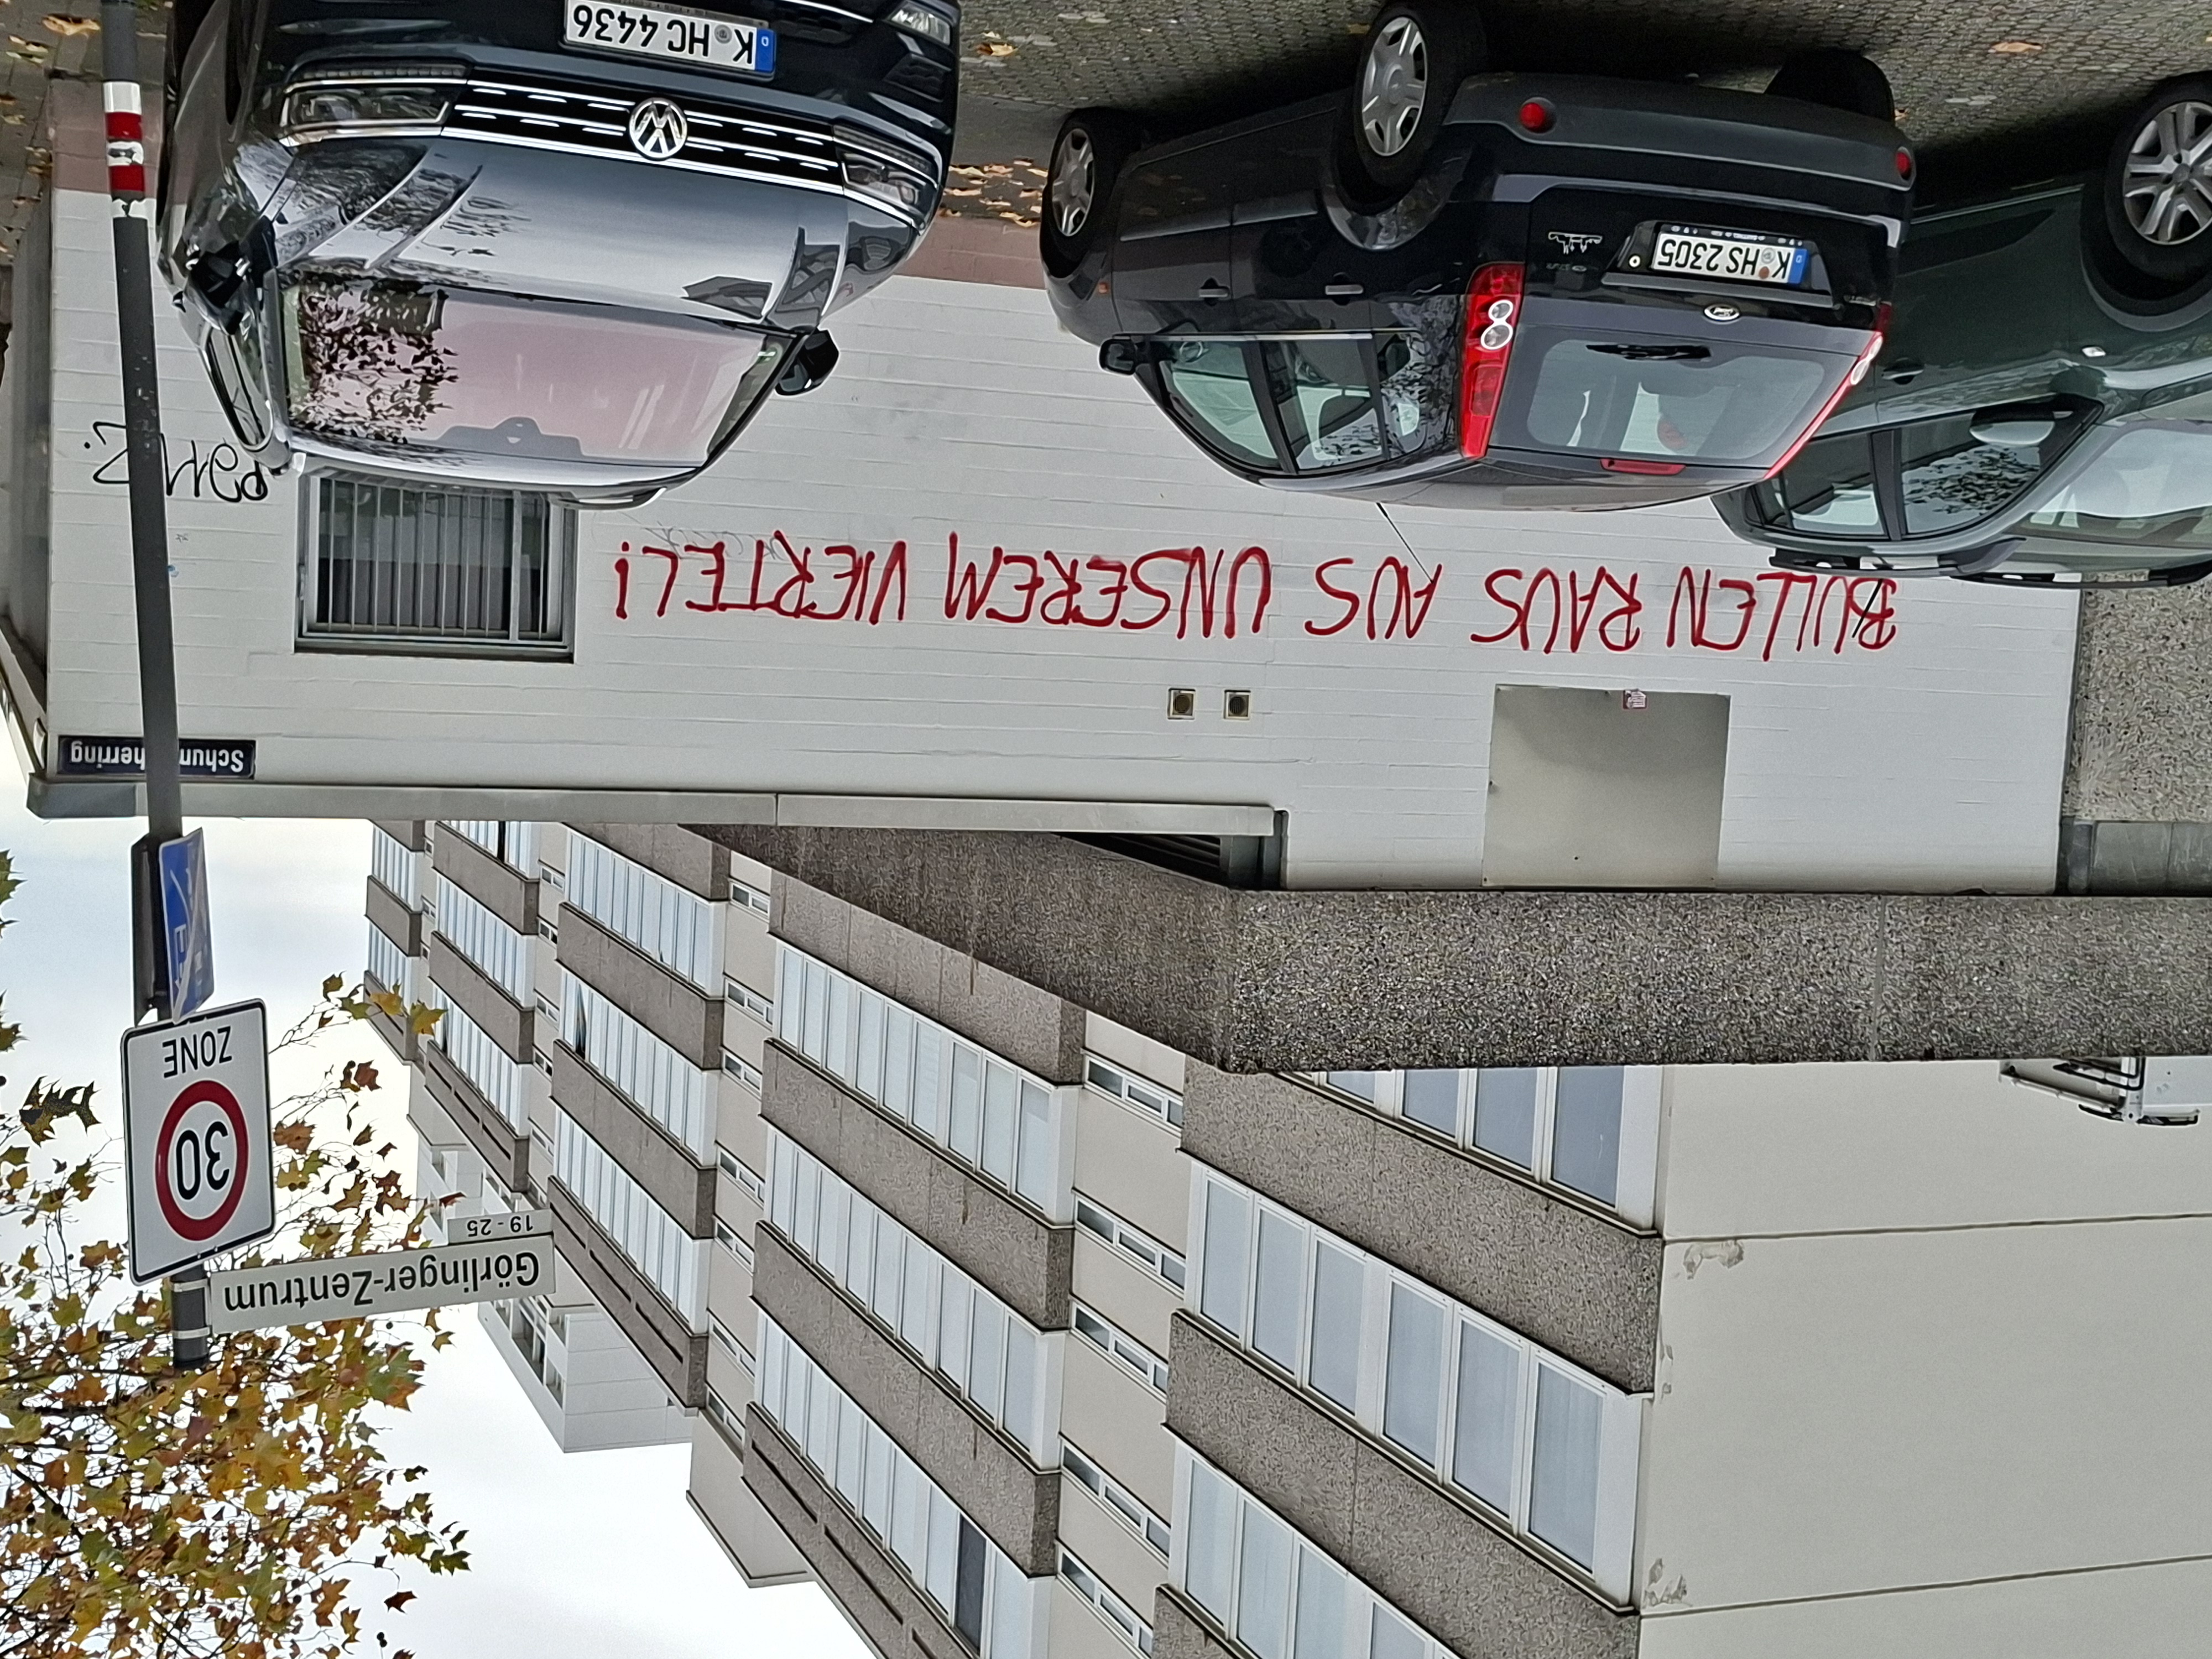 Görlinger-Zentrum
19 - 25
30
ZONE
BULLEN RAUS AUS UNSEREM VIERTEL!
K HS 2305
K HC 4436